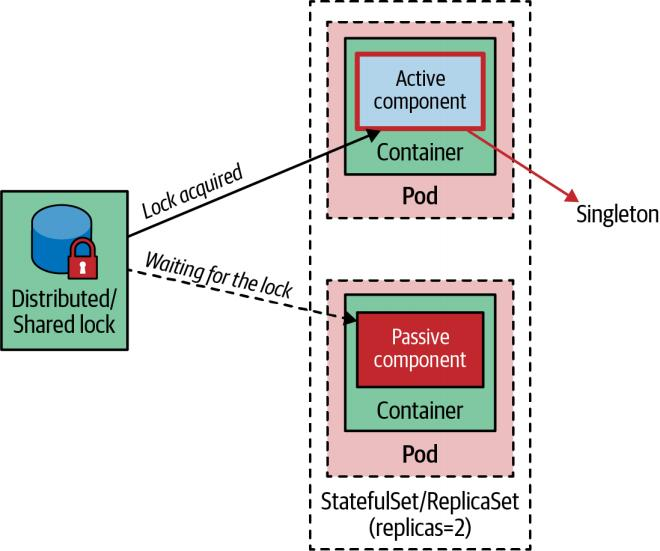 Active
component
Container
Pod
Lock acquired
Singleton
Waiting for the lock
Distributed/
Shared lock
Passive
component
Container
Pod
StatefulSet/ReplicaSet
(replicas=2)